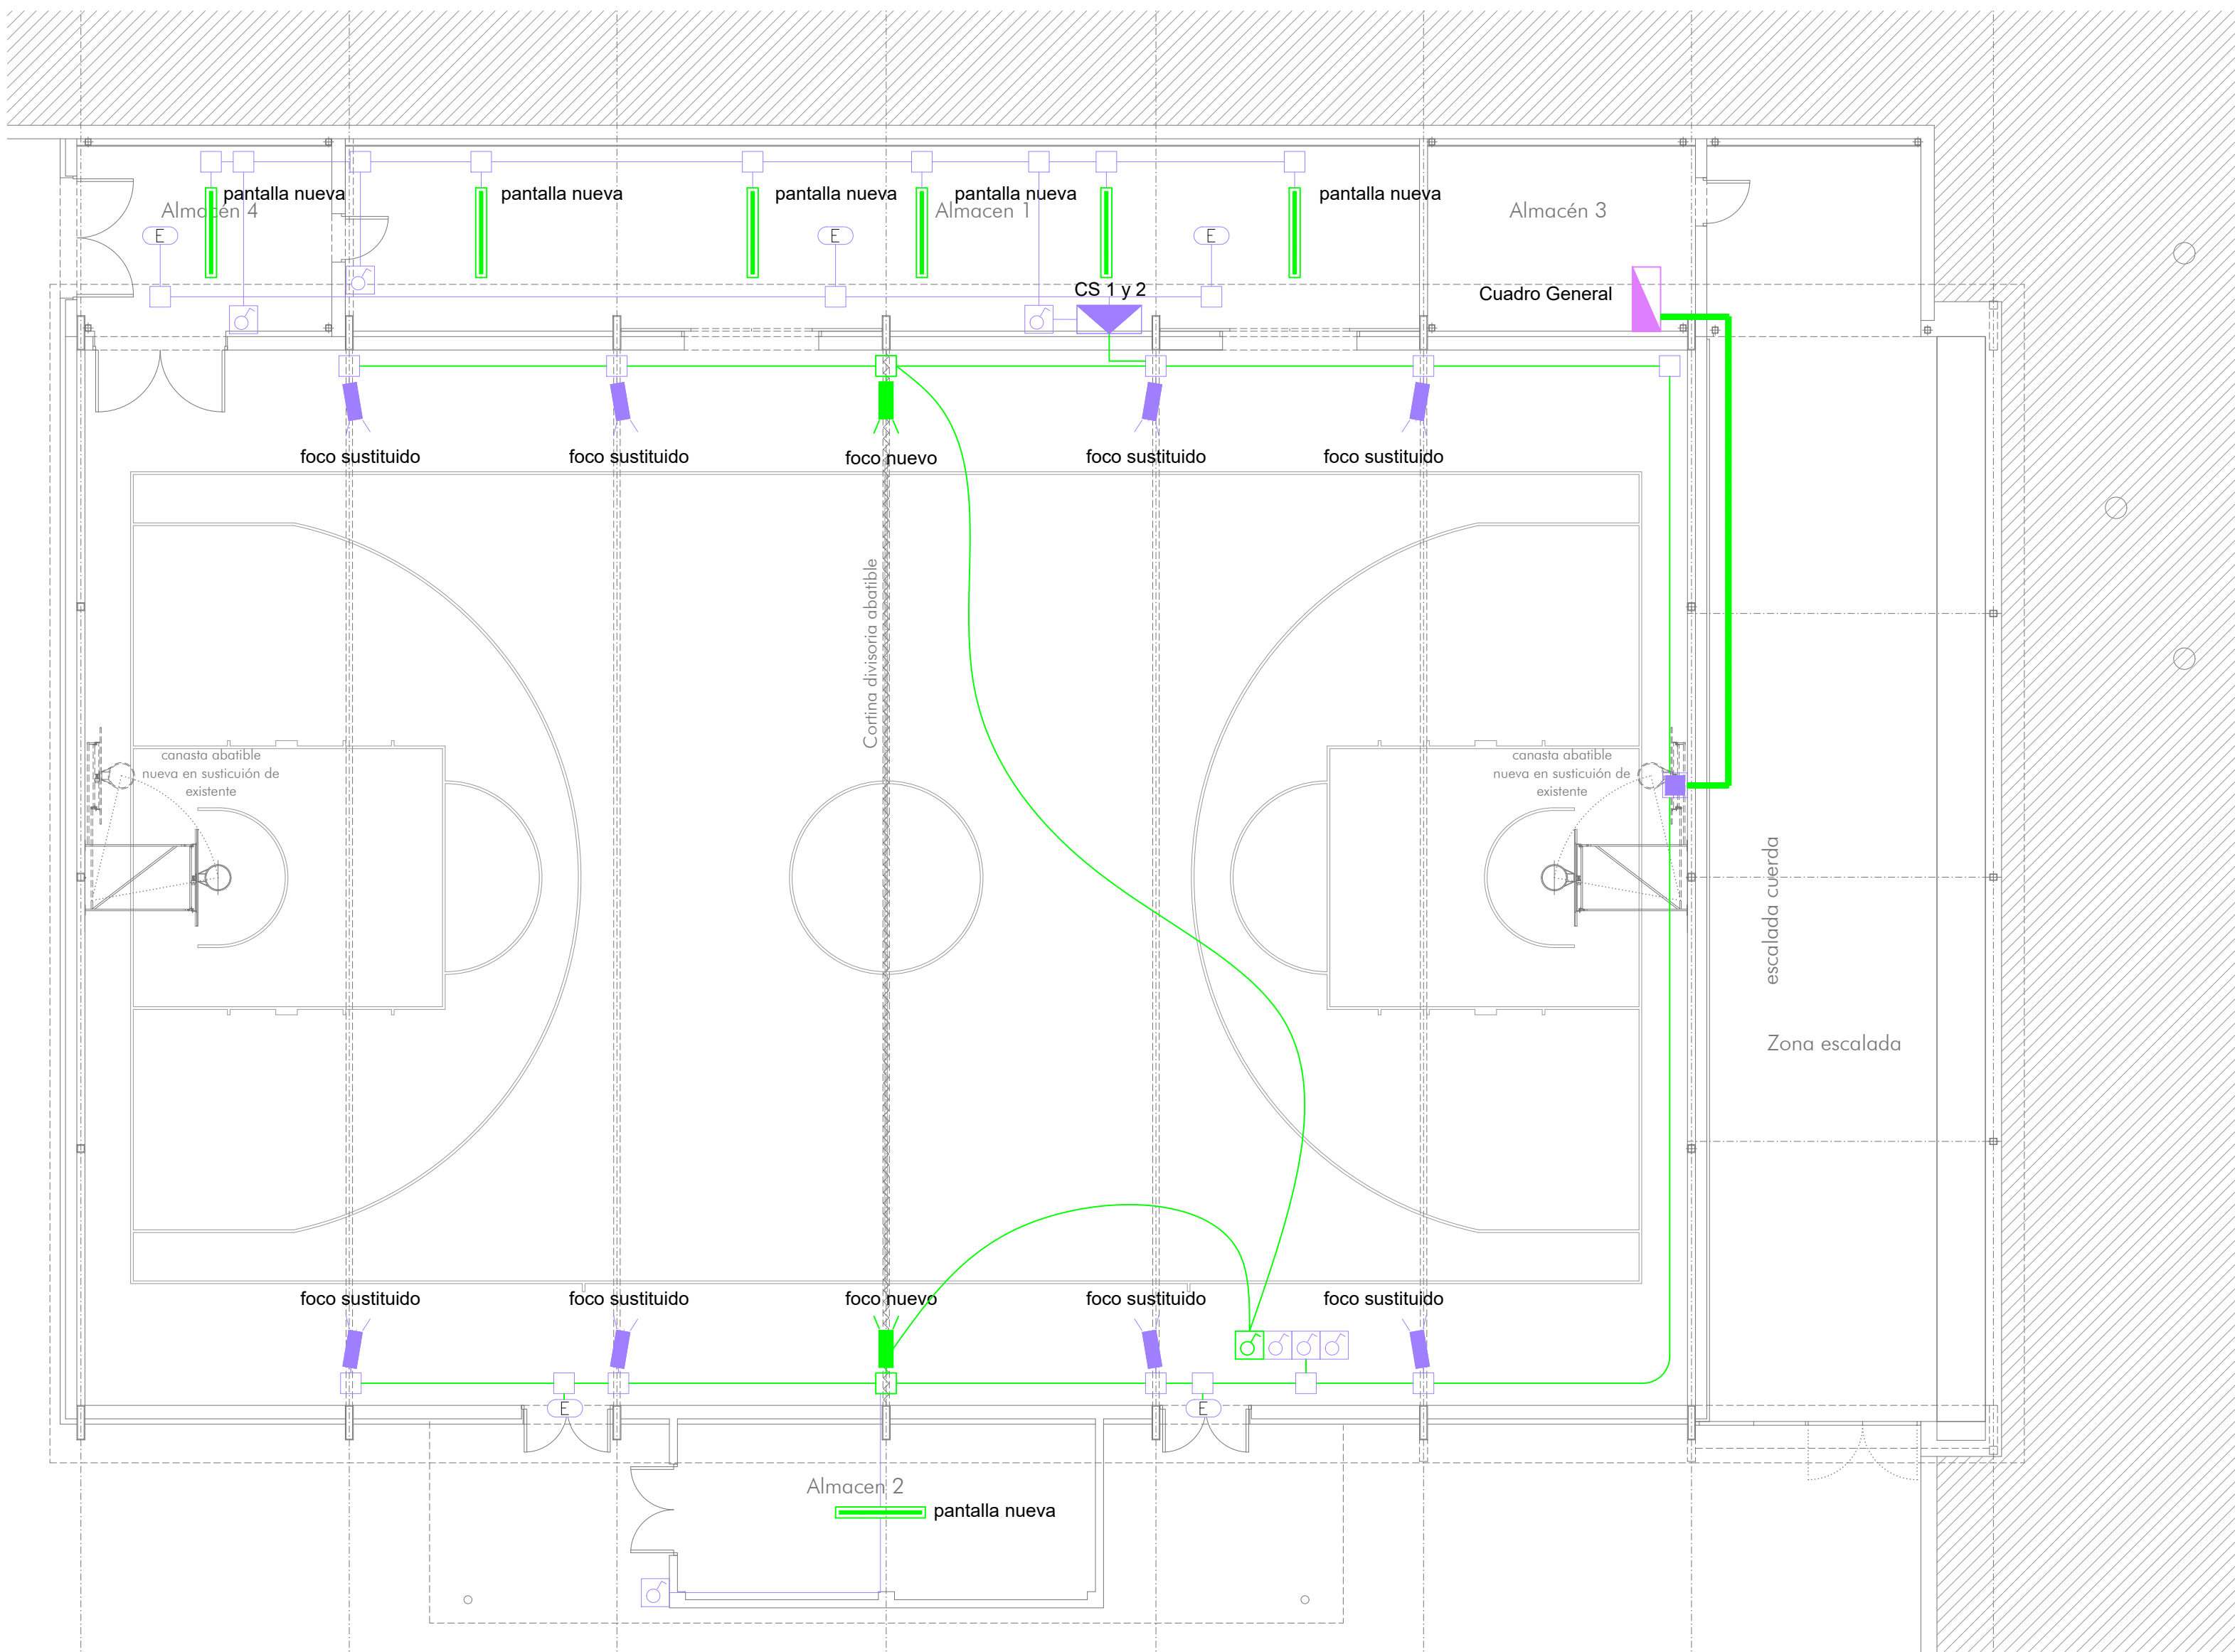 pantalla nueva
pantalla nueva
pantalla nueva
pantalla nueva
pantalla nueva
Almacén 4
Almacen 1
Almacén 3
E
E
E
CS 1 y 2
Cuadro General
foco sustituido
foco sustituido
foco nuevo
foco sustituido
foco sustituido
Cortina divisoria abatible
canasta abatible
nueva en susticuión de
existente
canasta abatible
nueva en susticuión de
existente
escalada cuerda
Zona escalada
foco sustituido
foco sustituido
foco nuevo
foco sustituido
foco sustituido
E
E
Almacen 2
pantalla nueva